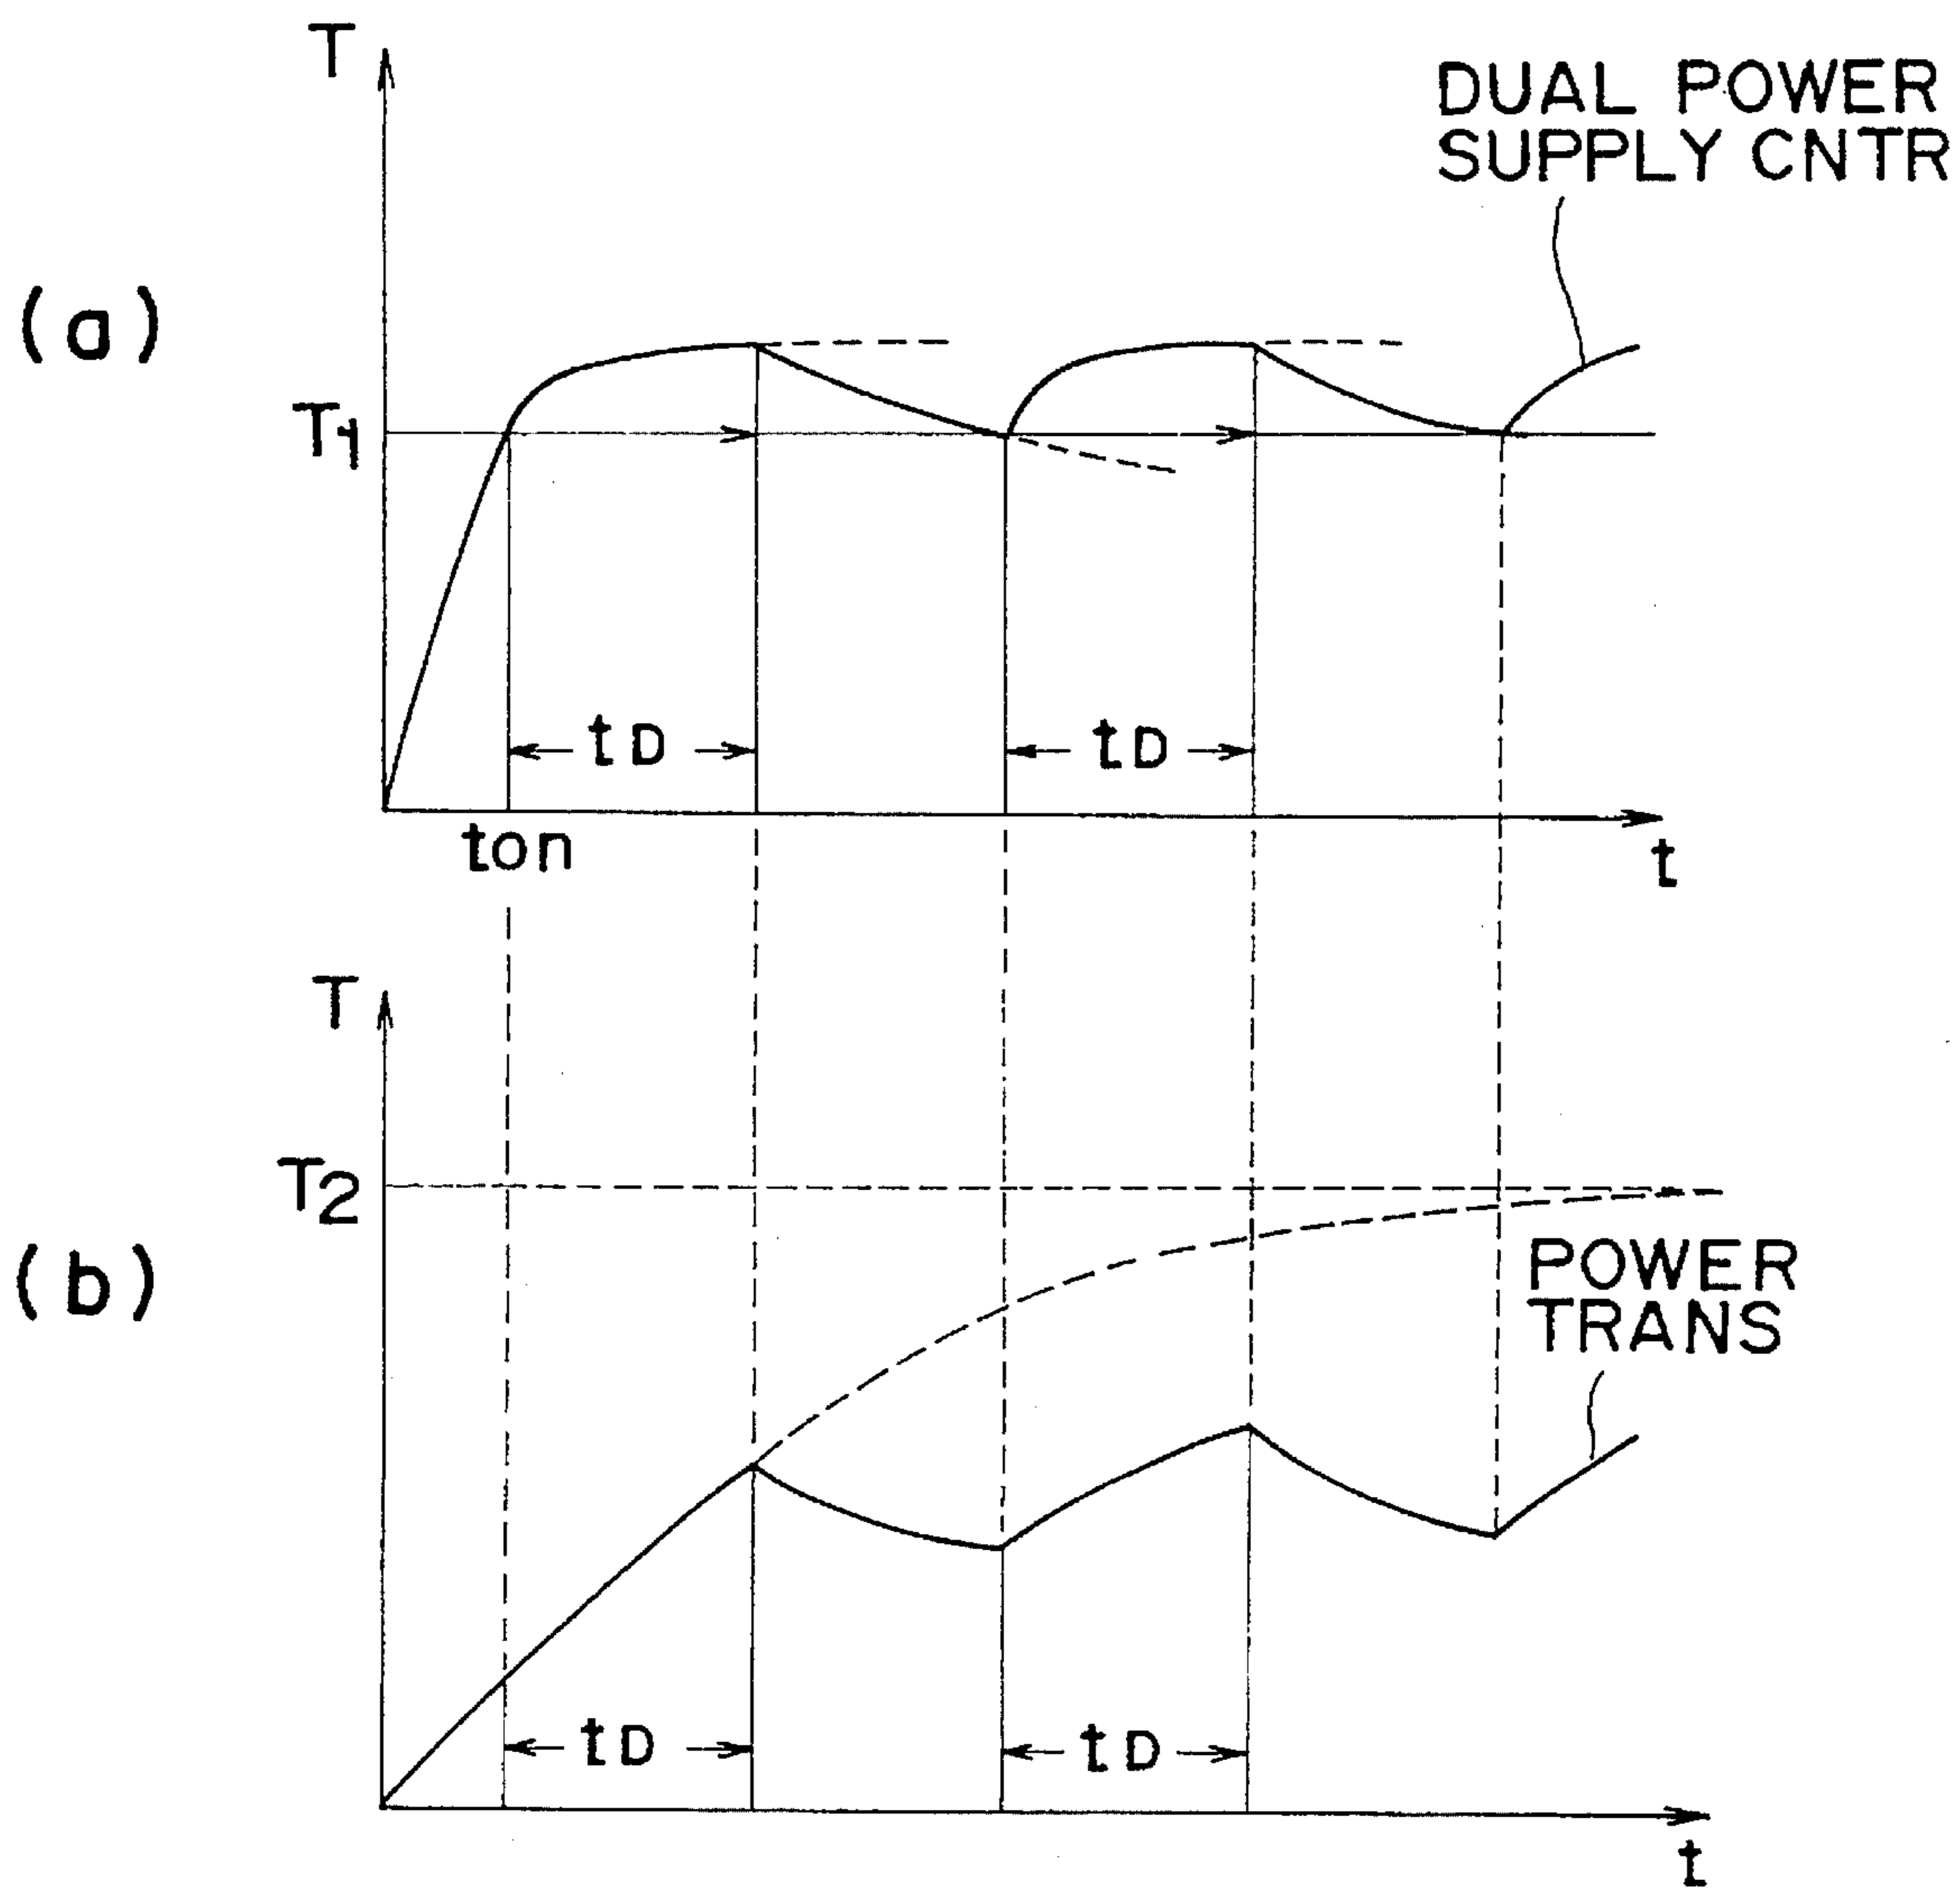 T
DUAL POWER
SUPPLY CNTR
(a)
T1
tD
tD
ton
t
T
T2
(b)
POWER
TRANS
tD
tD
t